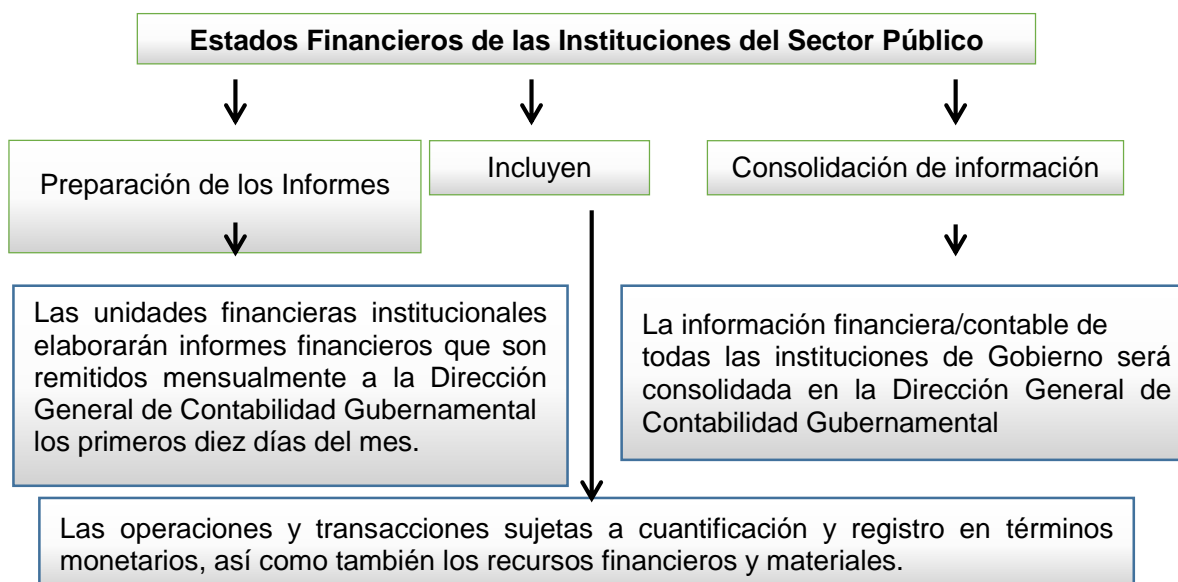 Estados Financieros de las Instituciones del Sector Público
Preparación de los Informes
Incluyen
Consolidación de información
Las unidades financieras institucionales
elaborarán informes financieros que son
remitidos mensualmente a la Dirección
General de Contabilidad Gubernamental
los primeros diez días del mes.
La información financiera/contable de
todas las instituciones de Gobierno será
consolidada en la Dirección General de
Contabilidad Gubernamental
Las operaciones y transacciones sujetas a cuantificación y registro en términos
monetarios, así como también los recursos financieros y materiales.